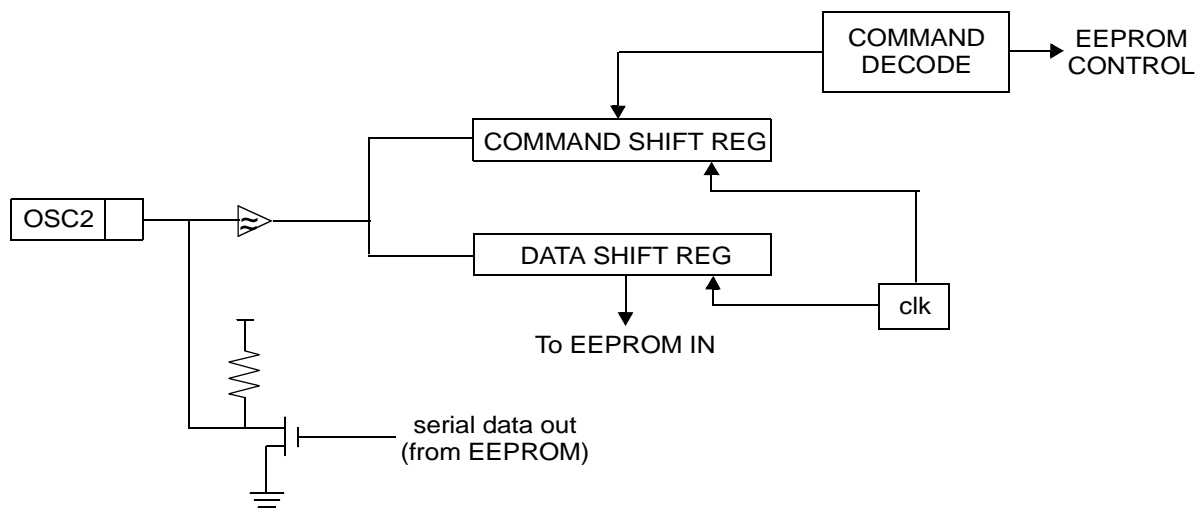 COMMAND
DECODE
EEPROM
CONTROL
COMMAND SHIFT REG
OSC2
DATA SHIFT REG
clk
To EEPROM IN
serial data out
(from EEPROM)